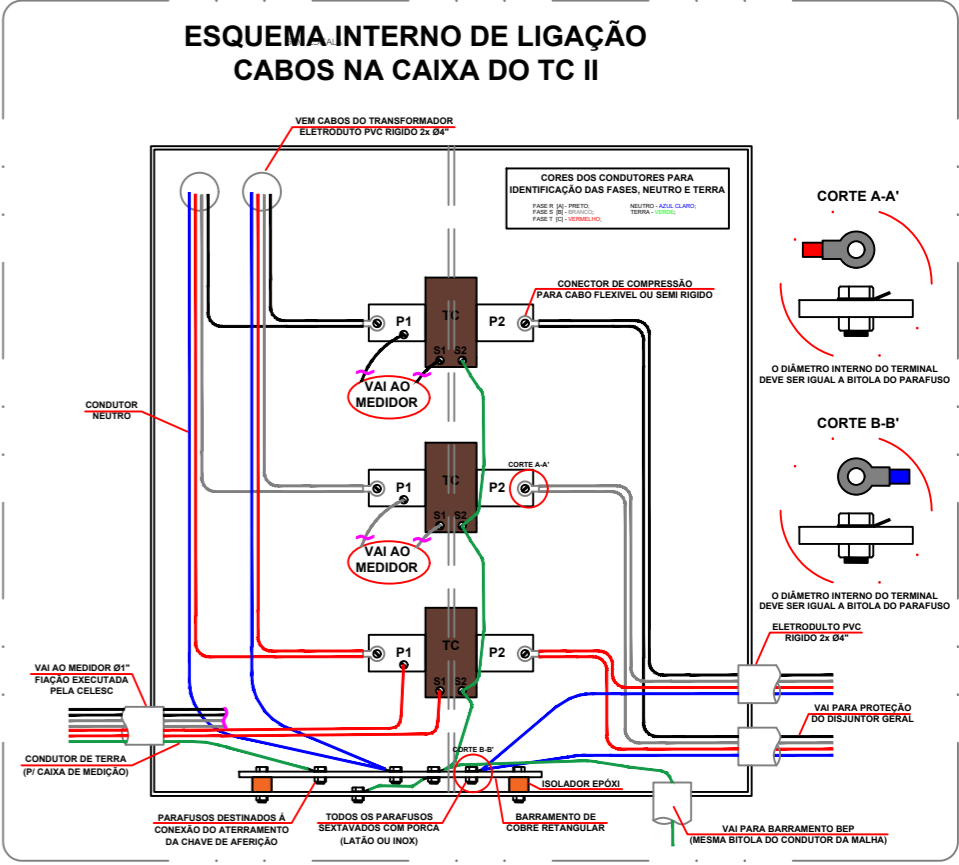 ESQUEMA INTERNO DE LIGAÇÃO
CABOS NA CAIXA DO TC II
VEM CABOS DO TRANSFORMADOR
ELETRODUTO PVC RIGIDO 2x Ø4"
CORES DOS CONDUTORES PARA
IDENTIFICAÇÃO DAS FASES, NEUTRO E TERRA
FASE R [A] - PRETO; NEUTRO - AZUL CLARO;
FASE S [B] - BRANCO; TERRA - VERDE;
FASE T [C] - VERMELHO;
CORTE A-A'
CONECTOR DE COMPRESSÃO
PARA CABO FLEXIVEL OU SEMI RIGIDO
P1 TC P2
S1 S2
VAI AO
MEDIDOR
O DIÂMETRO INTERNO DO TERMINAL
DEVE SER IGUAL A BITOLA DO PARAFUSO
CONDUTOR
NEUTRO
CORTE B-B'
CORTE A-A'
P1 TC P2
S1 S2
VAI AO
MEDIDOR
O DIÂMETRO INTERNO DO TERMINAL
DEVE SER IGUAL A BITOLA DO PARAFUSO
ELETRODULTO PVC
RIGIDO 2x Ø4"
P1 TC P2
S1 S2
VAI AO MEDIDOR Ø1"
FIAÇÃO EXECUTADA
PELA CELESC
VAI PARA PROTEÇÃO
DO DISJUNTOR GERAL
CONDUTOR DE TERRA
(P/ CAIXA DE MEDIÇÃO)
CORTE B-B'
ISOLADOR EPÓXI
PARAFUSOS DESTINADOS À
CONEXÃO DO ATERRAMENTO
DA CHAVE DE AFERIÇÃO
TODOS OS PARAFUSOS
SEXTAVADOS COM PORCA
(LATÃO OU INOX)
BARRAMENTO DE
COBRE RETANGULAR
VAI PARA BARRAMENTO BEP
(MESMA BITOLA DO CONDUTOR DA MALHA)